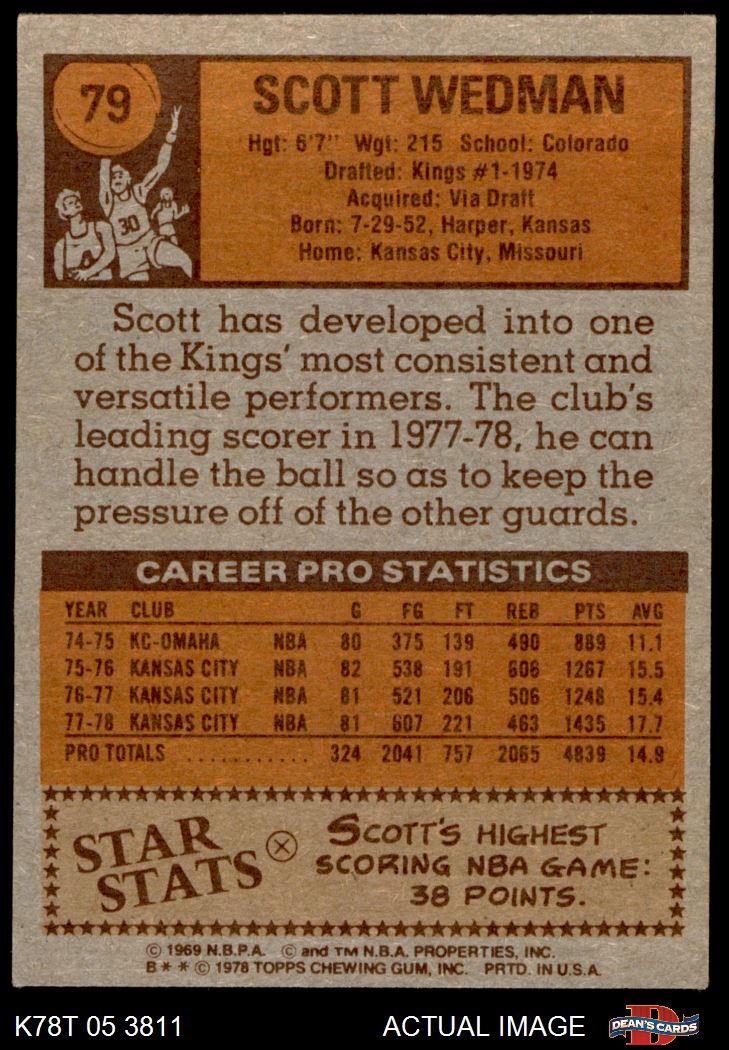 79
30
SCOTT WEDMAN
Hgt: 6'7" Wgt: 215 School: Colorado
Drafted: Kings #1-1974
Acquired: Via Draft
Born: 7-29-52, Harper, Kansas
Home: Kansas City, Missouri
Scott has developed into one
of the Kings' most consistent and
versatile performers. The club's
leading scorer in 1977-78, he can
handle the ball so as to keep the
pressure off of the other guards.
CAREER PRO STATISTICS
YEAR CLUB G FG FT REB PTS AVG
74-75 KC-OMAHA NBA 80 375 139 490 889 11.1
75-76 KANSAS CITY NBA 82 538 191 606 1267 15.5
76-77 KANSAS CITY NBA 81 521 206 506 1248 15.4
77-78 KANSAS CITY NBA 81 607 221 463 1435 17.7
PRO TOTALS ........... 324 2041 757 2065 4839 14.9
STAR
STATS
SCOTT'S HIGHEST
SCORING NBA GAME:
38 POINTS.
© 1969 N.B.P.A. © and TM N.B.A. PROPERTIES, INC.
B * * © 1978 TOPPS CHEWING GUM, INC. PRTD. IN U.S.A.
K78T 05 3811 ACTUAL IMAGE
D
DEAN'S CARDS